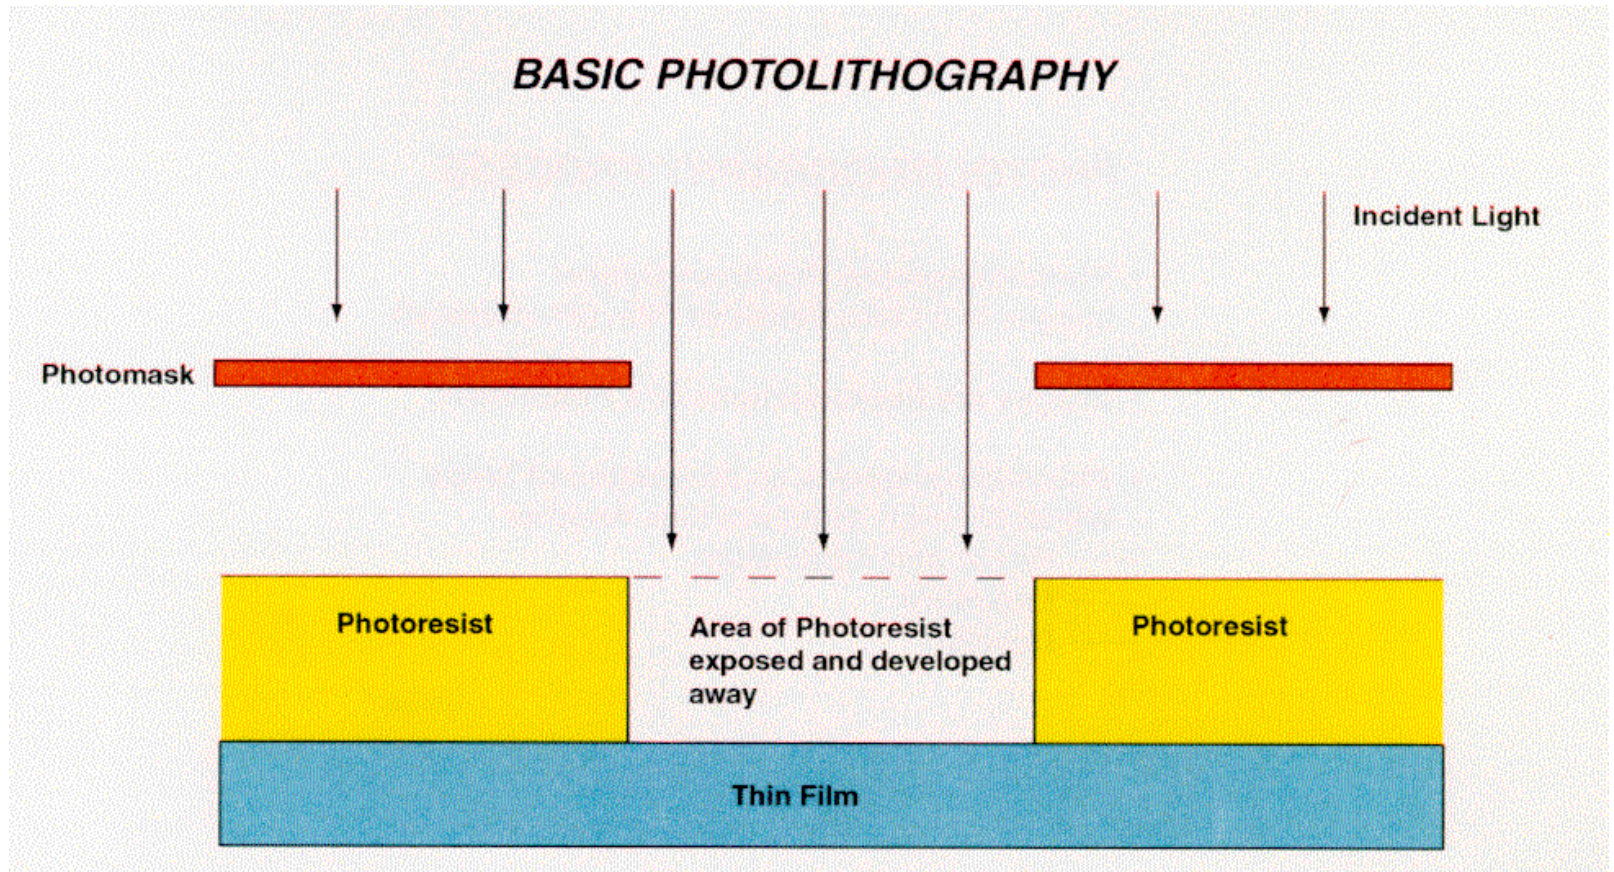 BASIC PHOTOLITHOGRAPHY
Incident Light
Photomask
Photoresist
Area of Photoresist
exposed and developed
away
Photoresist
Thin Film